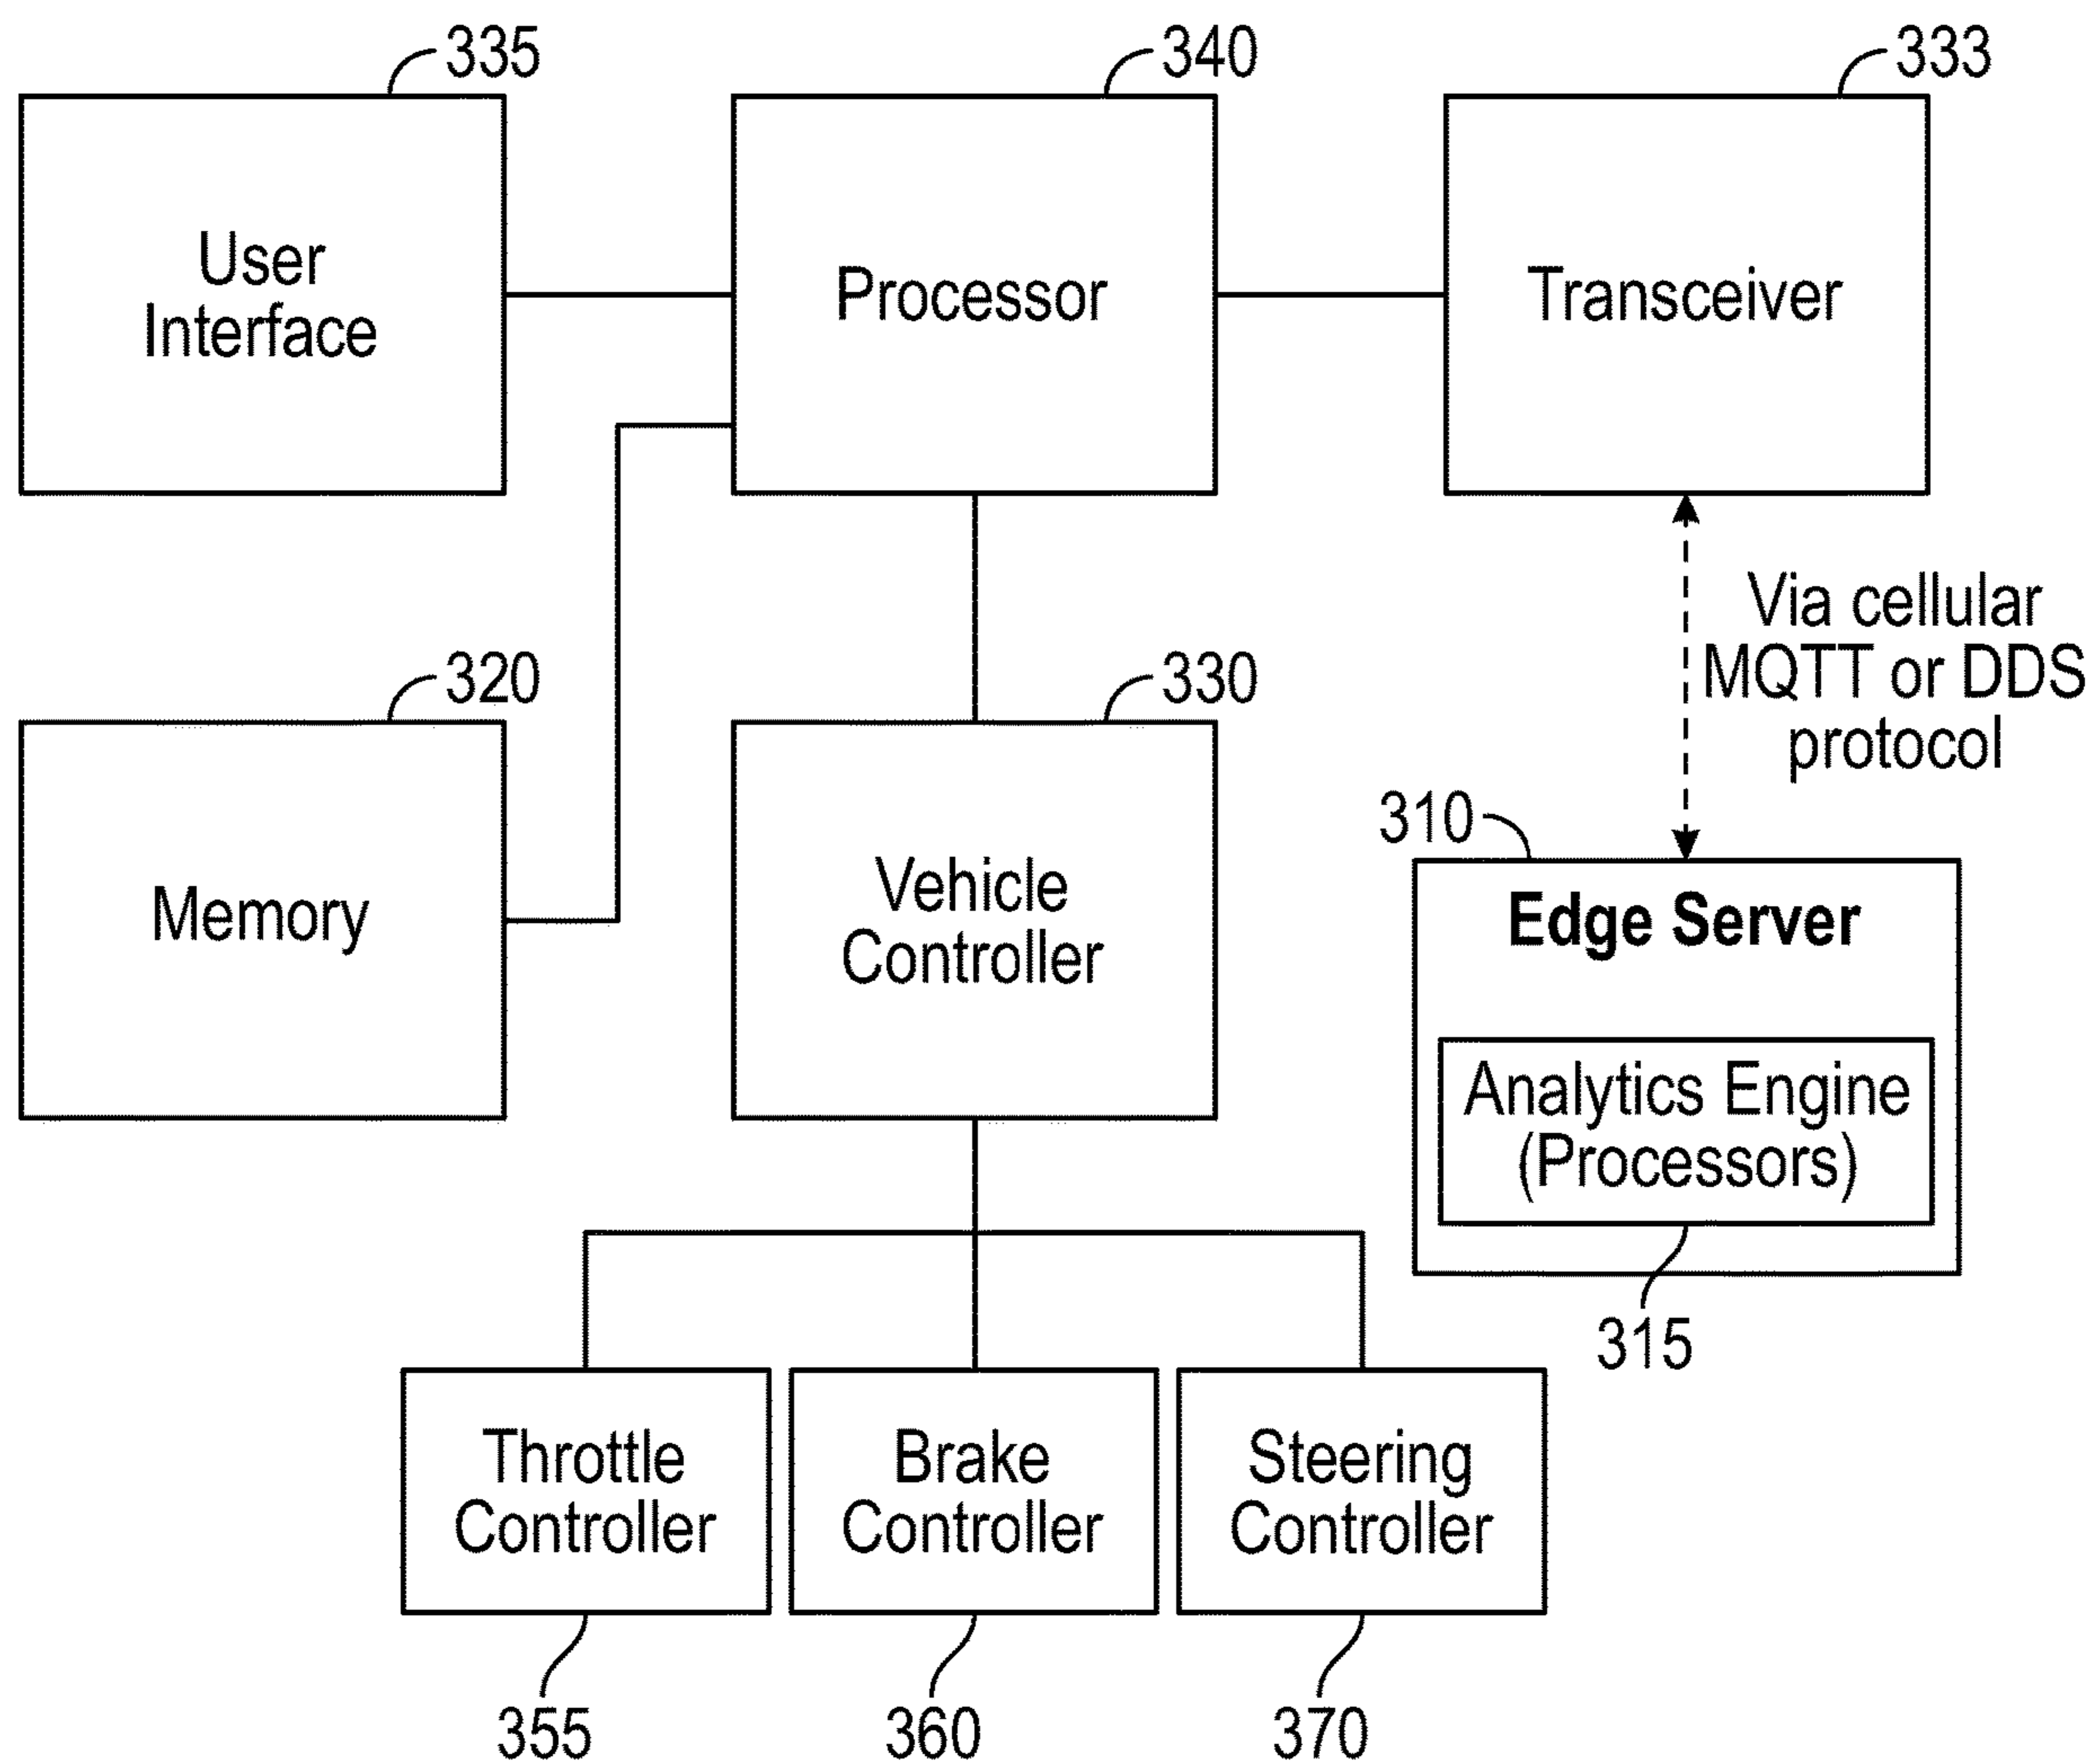 335
340
333
User
Interface
Processor
Transceiver
Via cellular
MQTT or DDS
protocol
320
330
310
Memory
Vehicle
Controller
Edge Server
Analytics Engine
(Processors)
315
Throttle
Controller
Brake
Controller
Steering
Controller
355
360
370